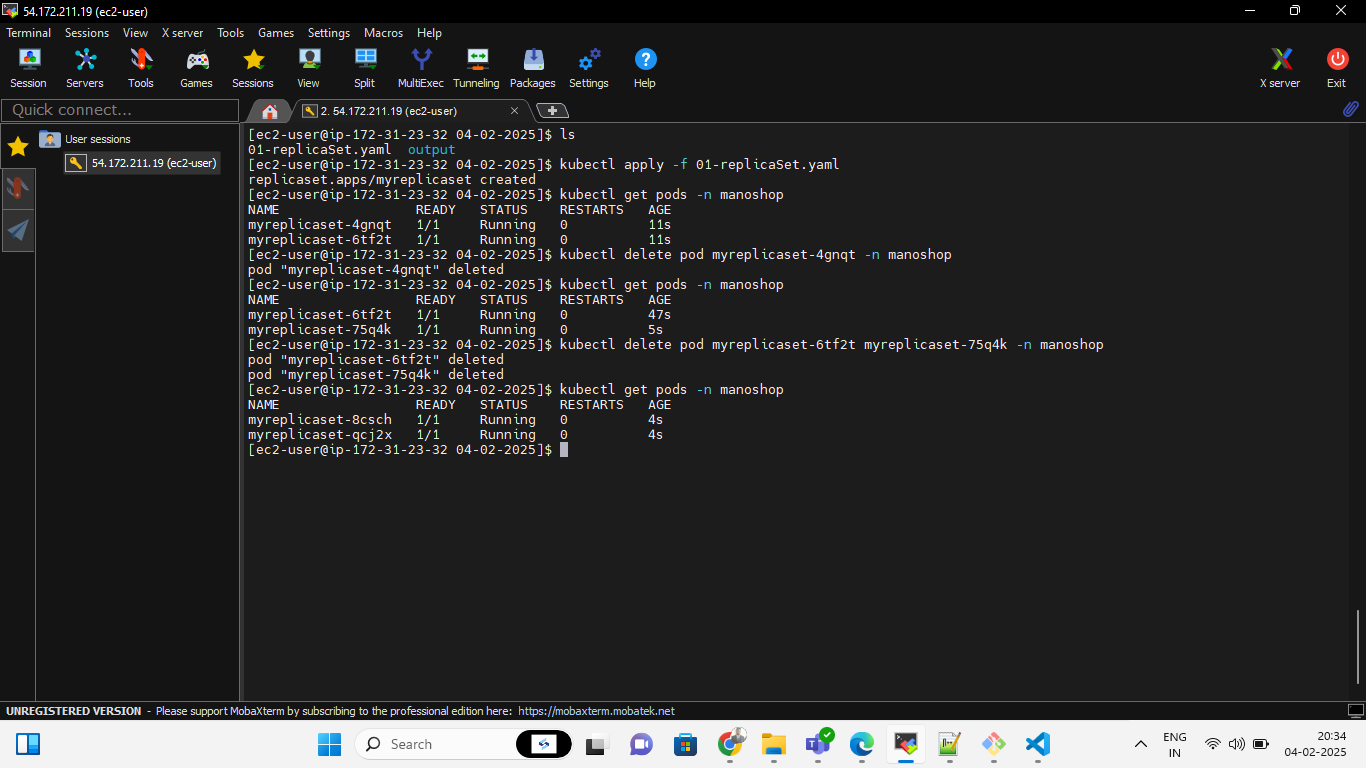 54.172.211.19 (ec2-user)
Terminal Sessions View X server Tools Games Settings Macros Help
Session Servers Tools Games Sessions View Split MultiExec Tunneling Packages Settings Help X server Exit
Quick connect...
2. 54.172.211.19 (ec2-user)
User sessions
54.172.211.19 (ec2-user)
[ec2-user@ip-172-31-23-32 04-02-2025]$ ls
01-replicaSet.yaml  output
[ec2-user@ip-172-31-23-32 04-02-2025]$ kubectl apply -f 01-replicaSet.yaml
replicaset.apps/myreplicaset created
[ec2-user@ip-172-31-23-32 04-02-2025]$ kubectl get pods -n manoshop
NAME                 READY   STATUS    RESTARTS   AGE
myreplicaset-4gnqt   1/1     Running   0          11s
myreplicaset-6tf2t   1/1     Running   0          11s
[ec2-user@ip-172-31-23-32 04-02-2025]$ kubectl delete pod myreplicaset-4gnqt -n manoshop
pod "myreplicaset-4gnqt" deleted
[ec2-user@ip-172-31-23-32 04-02-2025]$ kubectl get pods -n manoshop
NAME                 READY   STATUS    RESTARTS   AGE
myreplicaset-6tf2t   1/1     Running   0          47s
myreplicaset-75q4k   1/1     Running   0          5s
[ec2-user@ip-172-31-23-32 04-02-2025]$ kubectl delete pod myreplicaset-6tf2t myreplicaset-75q4k -n manoshop
pod "myreplicaset-6tf2t" deleted
pod "myreplicaset-75q4k" deleted
[ec2-user@ip-172-31-23-32 04-02-2025]$ kubectl get pods -n manoshop
NAME                 READY   STATUS    RESTARTS   AGE
myreplicaset-8csch   1/1     Running   0          4s
myreplicaset-qcj2x   1/1     Running   0          4s
[ec2-user@ip-172-31-23-32 04-02-2025]$
UNREGISTERED VERSION - Please support MobaXterm by subscribing to the professional edition here: https://mobaxterm.mobatek.net
Search
ENG
IN
20:34
04-02-2025